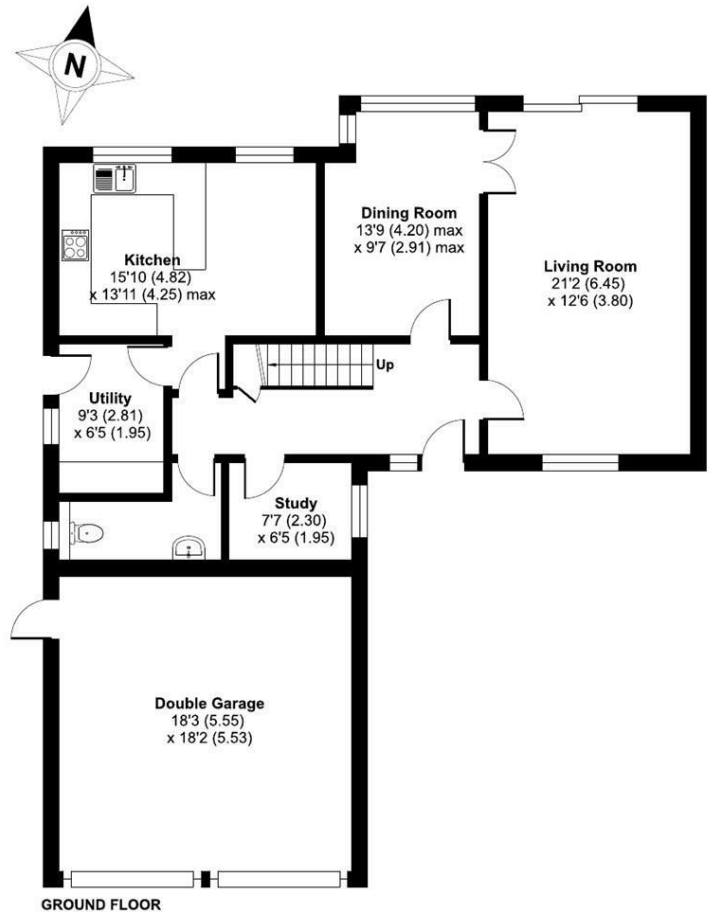 N
Kitchen
15'10 (4.82)
x 13'11 (4.25) max
Dining Room
13'9 (4.20) max
x 9'7 (2.91) max
Living Room
21'2 (6.45)
x 12'6 (3.80)
Up
Utility
9'3 (2.81)
x 6'5 (1.95)
Study
7'7 (2.30)
x 6'5 (1.95)
Double Garage
18'3 (5.55)
x 18'2 (5.53)
GROUND FLOOR